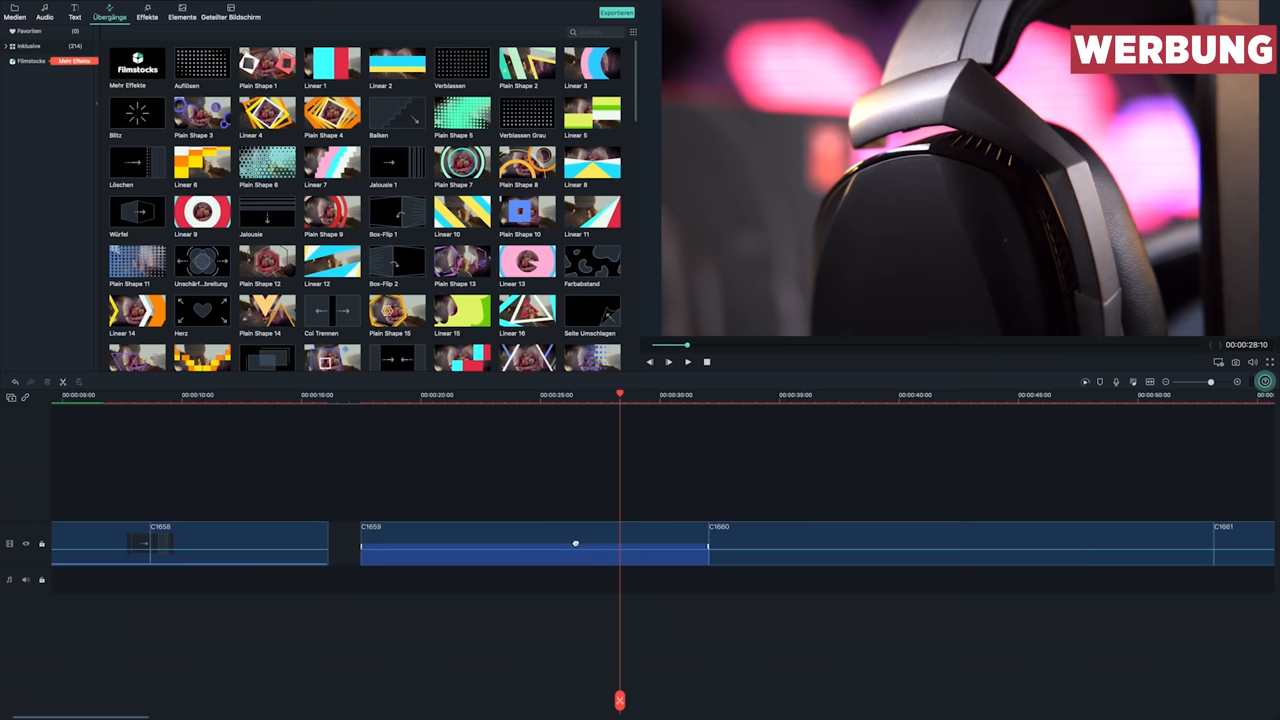 Medien Audio Text Übergänge Effekte Elemente Geteilter Bildschirm
Exportieren
WERBUNG
Favoriten (0)
Inklusive (214)
Filmstocks Mehr Effekte
filmstocks
Mehr Effekte Auflösen Plain Shape 1 Linear 1 Linear 2 Verblassen Plain Shape 2 Linear 3
Blitz Plain Shape 3 Linear 4 Plain Shape 4 Balken Plain Shape 5 Verblassen Grau Linear 5
Löschen Linear 6 Plain Shape 6 Linear 7 Jalousie 1 Plain Shape 7 Plain Shape 8 Linear 8
Würfel Linear 9 Jalousie Plain Shape 9 Box-Flip 1 Linear 10 Plain Shape 10 Linear 11
Plain Shape 11 Unschärf...breitung Plain Shape 12 Linear 12 Box-Flip 2 Plain Shape 13 Linear 13 Farbabstand
Linear 14 Herz Plain Shape 14 Col Trennen Plain Shape 15 Linear 15 Linear 16 Seite Umschlagen
00:00:28:10
00:00:05:00 00:00:10:00 00:00:15:00 00:00:20:00 00:00:25:00 00:00:30:00 00:00:35:00 00:00:40:00 00:00:45:00 00:00:50:00 00:00
C1658 C1659 C1660 C1661